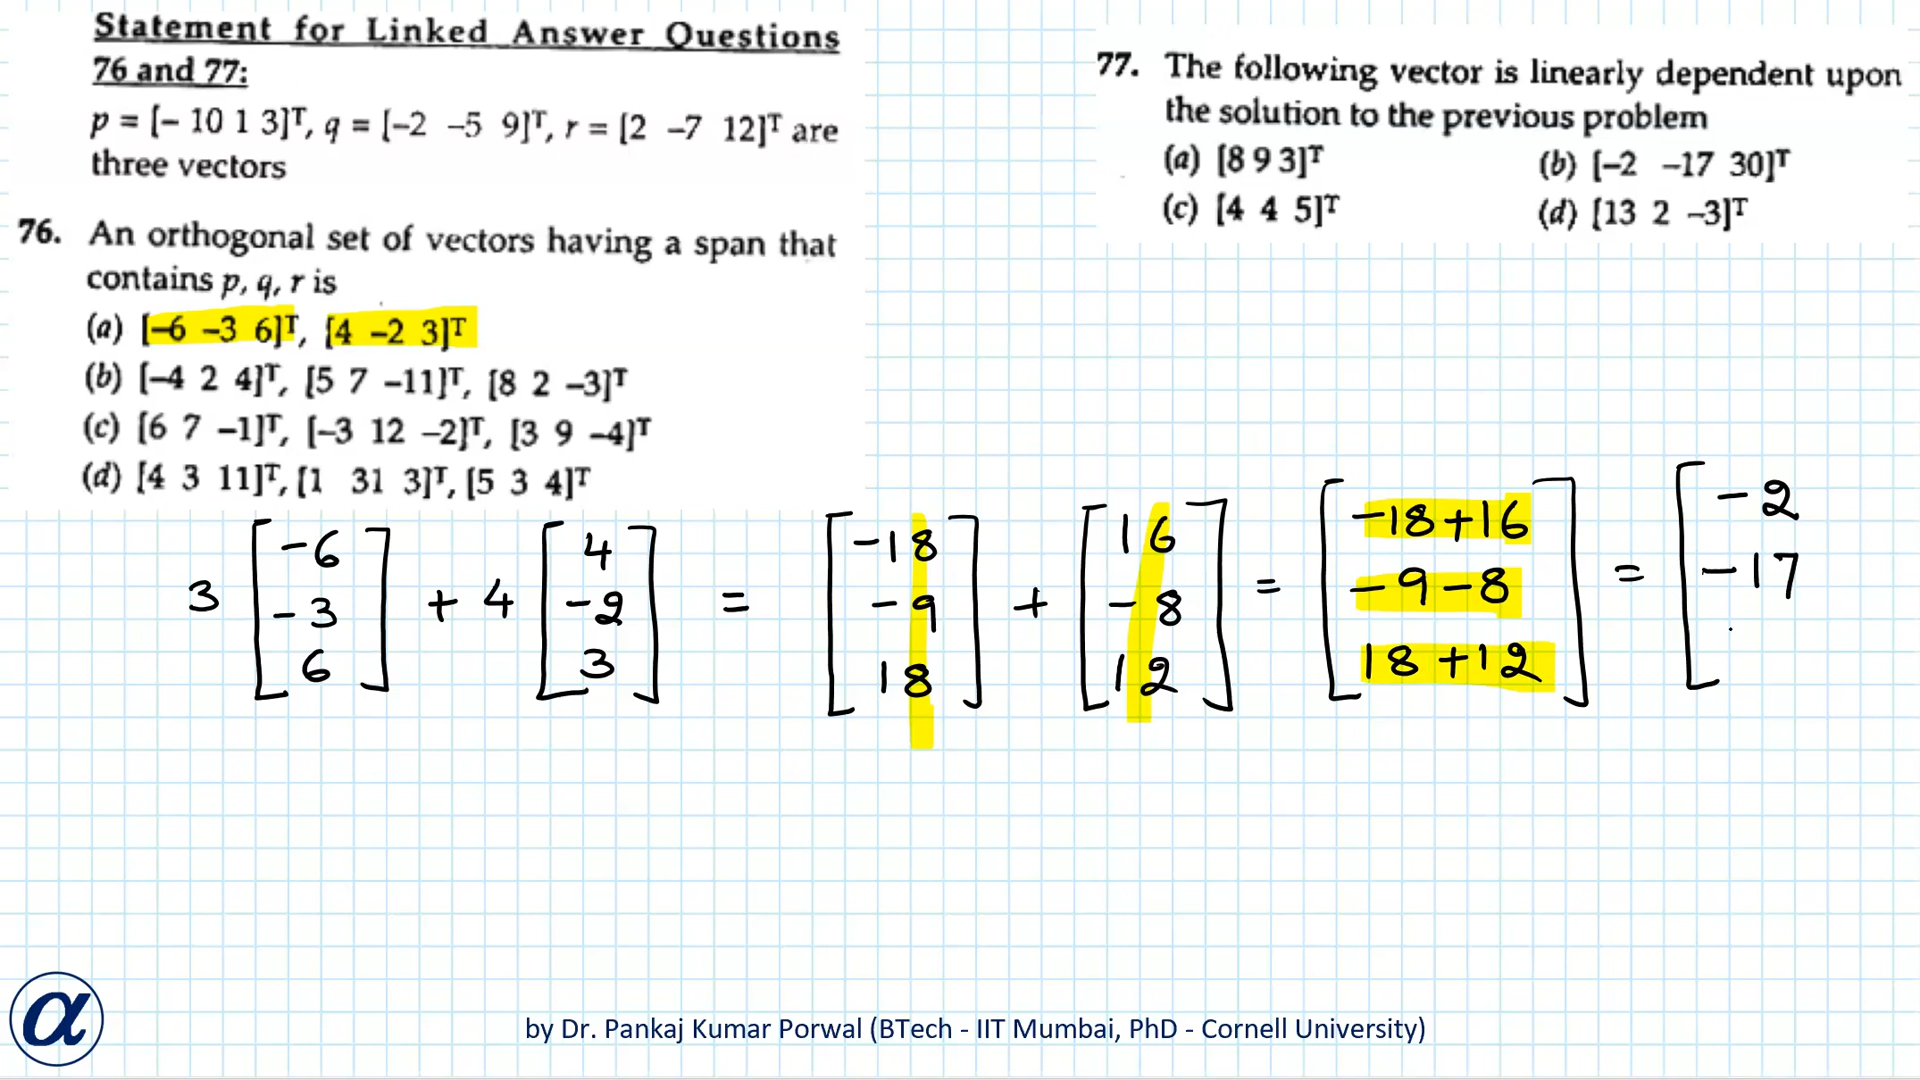 Statement for Linked Answer Questions
76 and 77:
p = [– 10 1 3]ᵀ, q = [–2 –5 9]ᵀ, r = [2 –7 12]ᵀ are
three vectors
76. An orthogonal set of vectors having a span that
contains p, q, r is
(a) [–6 –3 6]ᵀ, [4 –2 3]ᵀ
(b) [–4 2 4]ᵀ, [5 7 –11]ᵀ, [8 2 –3]ᵀ
(c) [6 7 –1]ᵀ, [–3 12 –2]ᵀ, [3 9 –4]ᵀ
(d) [4 3 11]ᵀ, [1 31 3]ᵀ, [5 3 4]ᵀ
77. The following vector is linearly dependent upon
the solution to the previous problem
(a) [8 9 3]ᵀ (b) [–2 –17 30]ᵀ
(c) [4 4 5]ᵀ (d) [13 2 –3]ᵀ
3 [-6 -3 6] + 4 [4 -2 3] = [-18 -9 18] + [16 -8 12] = [-18+16 -9-8 18+12] = [-2 -17]
α
by Dr. Pankaj Kumar Porwal (BTech - IIT Mumbai, PhD - Cornell University)